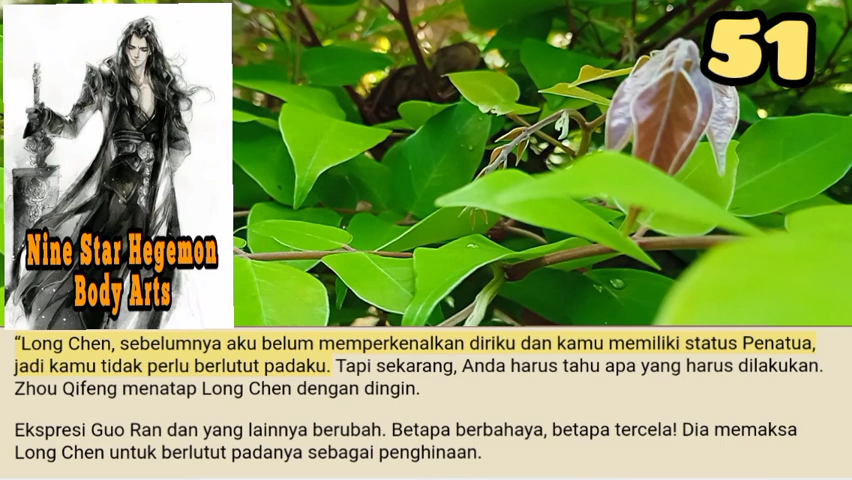 51
Nine Star Hegemon
Body Arts
“Long Chen, sebelumnya aku belum memperkenalkan diriku dan kamu memiliki status Penatua,
jadi kamu tidak perlu berlutut padaku. Tapi sekarang, Anda harus tahu apa yang harus dilakukan.
Zhou Qifeng menatap Long Chen dengan dingin.
Ekspresi Guo Ran dan yang lainnya berubah. Betapa berbahaya, betapa tercela! Dia memaksa
Long Chen untuk berlutut padanya sebagai penghinaan.